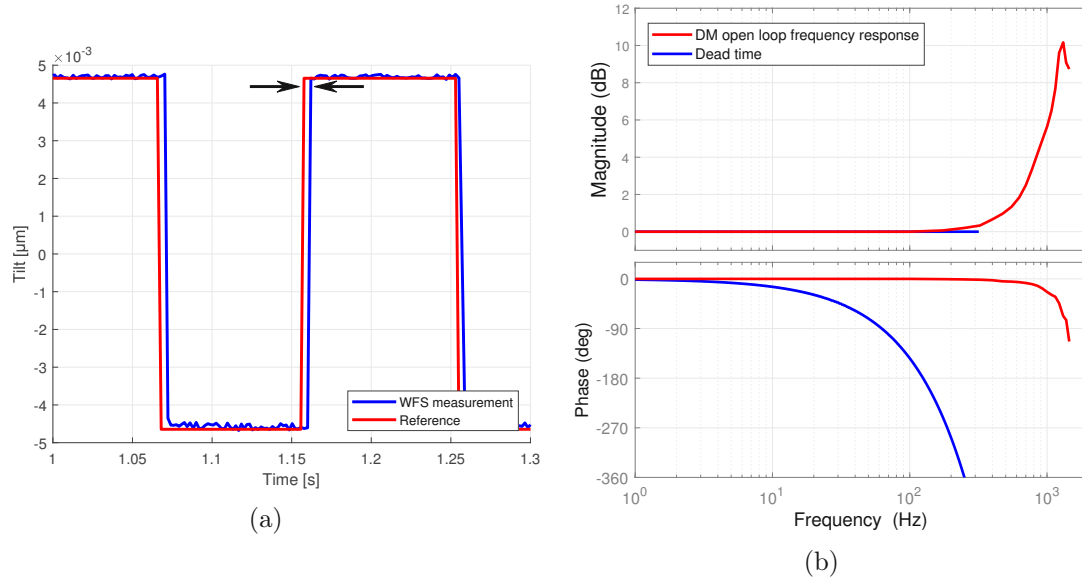 ×10⁻³
5
4
3
2
1
0
-1
-2
-3
-4
-5
Tilt [µm]
WFS measurement
Reference
1 1.05 1.1 1.15 1.2 1.25 1.3
Time [s]
(a)
12
10
8
6
4
2
0
Magnitude (dB)
DM open loop frequency response
Dead time
0
-90
-180
-270
-360
Phase (deg)
10⁰ 10¹ 10² 10³
Frequency (Hz)
(b)